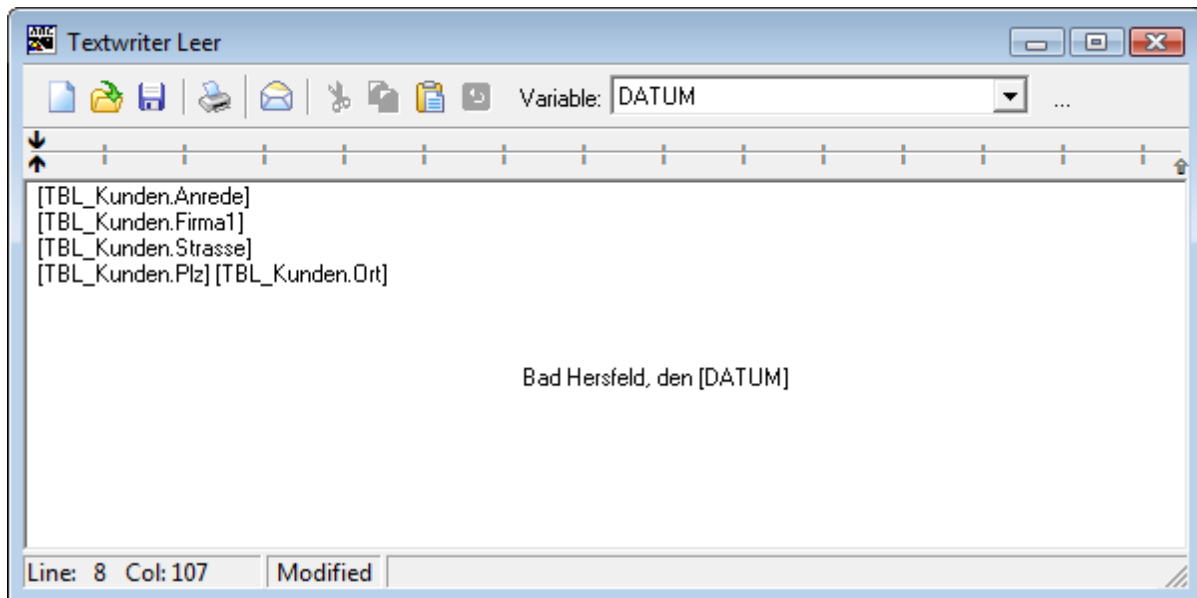 Textwriter Leer
Variable: DATUM ...
[TBL_Kunden.Anrede]
[TBL_Kunden.Firma1]
[TBL_Kunden.Strasse]
[TBL_Kunden.Plz] [TBL_Kunden.Ort]
Bad Hersfeld, den [DATUM]
Line: 8 Col: 107 Modified